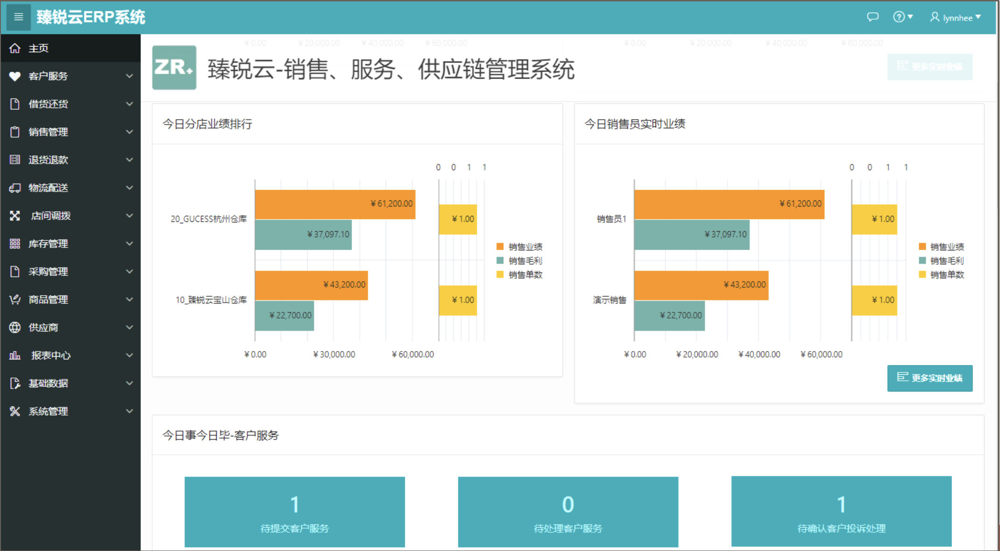 臻锐云ERP系统
lynnhee
主页
客户服务
借货还货
销售管理
退货退款
物流配送
店间调拨
库存管理
采购管理
商品管理
供应商
报表中心
基础数据
系统管理
¥0.00 ¥20,000.00 ¥40,000.00 ¥60,000.00
¥0.00 ¥20,000.00 ¥40,000.00 ¥60,000.00
更多实时业绩
ZR+
臻锐云-销售、服务、供应链管理系统
今日分店业绩排行
0 0 1 1
20_GUCESS杭州仓库
¥61,200.00
¥37,097.10
¥1.00
10_臻锐云宝山仓库
¥43,200.00
¥22,700.00
¥1.00
¥0.00 ¥30,000.00 ¥60,000.00
销售业绩
销售毛利
销售单数
今日销售员实时业绩
0 0 1 1
销售员1
¥61,200.00
¥37,097.10
¥1.00
演示销售
¥43,200.00
¥22,700.00
¥1.00
¥0.00 ¥20,000.00 ¥40,000.00 ¥60,000.00
销售业绩
销售毛利
销售单数
更多实时业绩
今日事今日毕-客户服务
1
待提交客户服务
0
待处理客户服务
1
待确认客户投诉处理